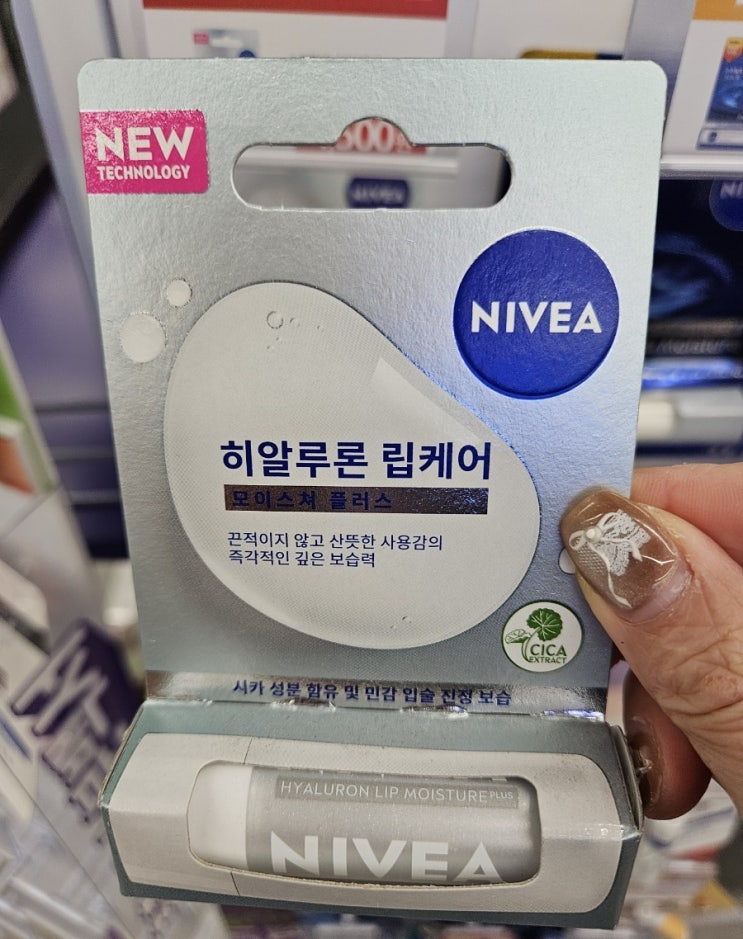 NEW
TECHNOLOGY
NIVEA
NIVEA
히알루론 립케어
모이스쳐 플러스
끈적이지 않고 산뜻한 사용감의
즉각적인 깊은 보습력
CICA
EXTRACT
시카 성분 함유 및 민감 입술 진정 보습
HYALURON LIP MOISTURE PLUS
NIVEA